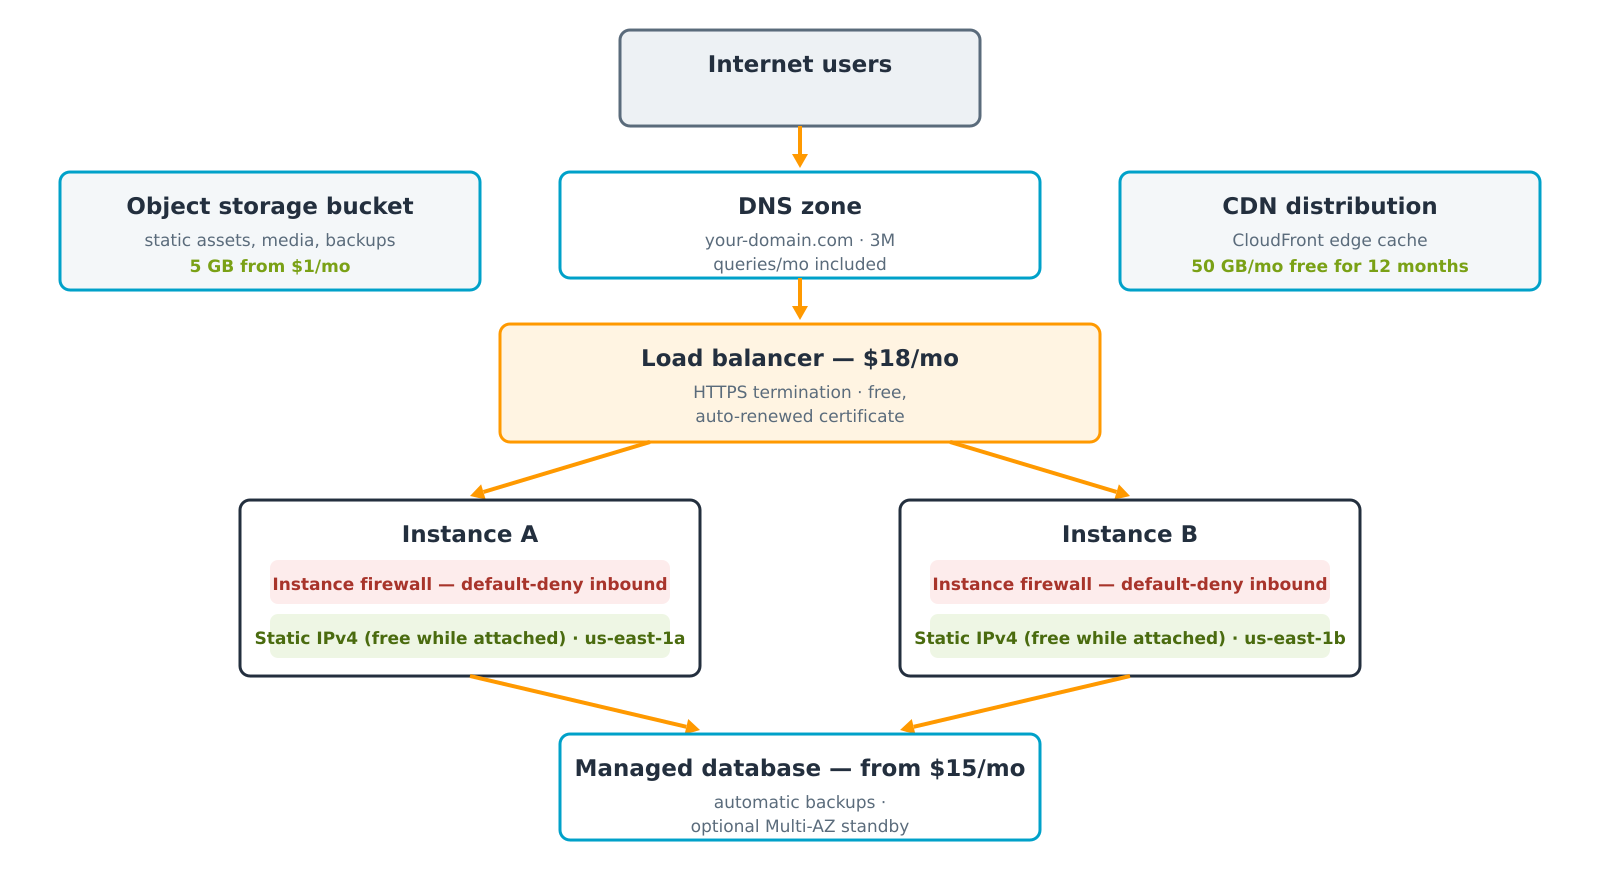 Internet users
Object storage bucket
static assets, media, backups
5 GB from $1/mo
DNS zone
your-domain.com · 3M
queries/mo included
CDN distribution
CloudFront edge cache
50 GB/mo free for 12 months
Load balancer — $18/mo
HTTPS termination · free,
auto-renewed certificate
Instance A
Instance firewall — default-deny inbound
Static IPv4 (free while attached) · us-east-1a
Instance B
Instance firewall — default-deny inbound
Static IPv4 (free while attached) · us-east-1b
Managed database — from $15/mo
automatic backups ·
optional Multi-AZ standby